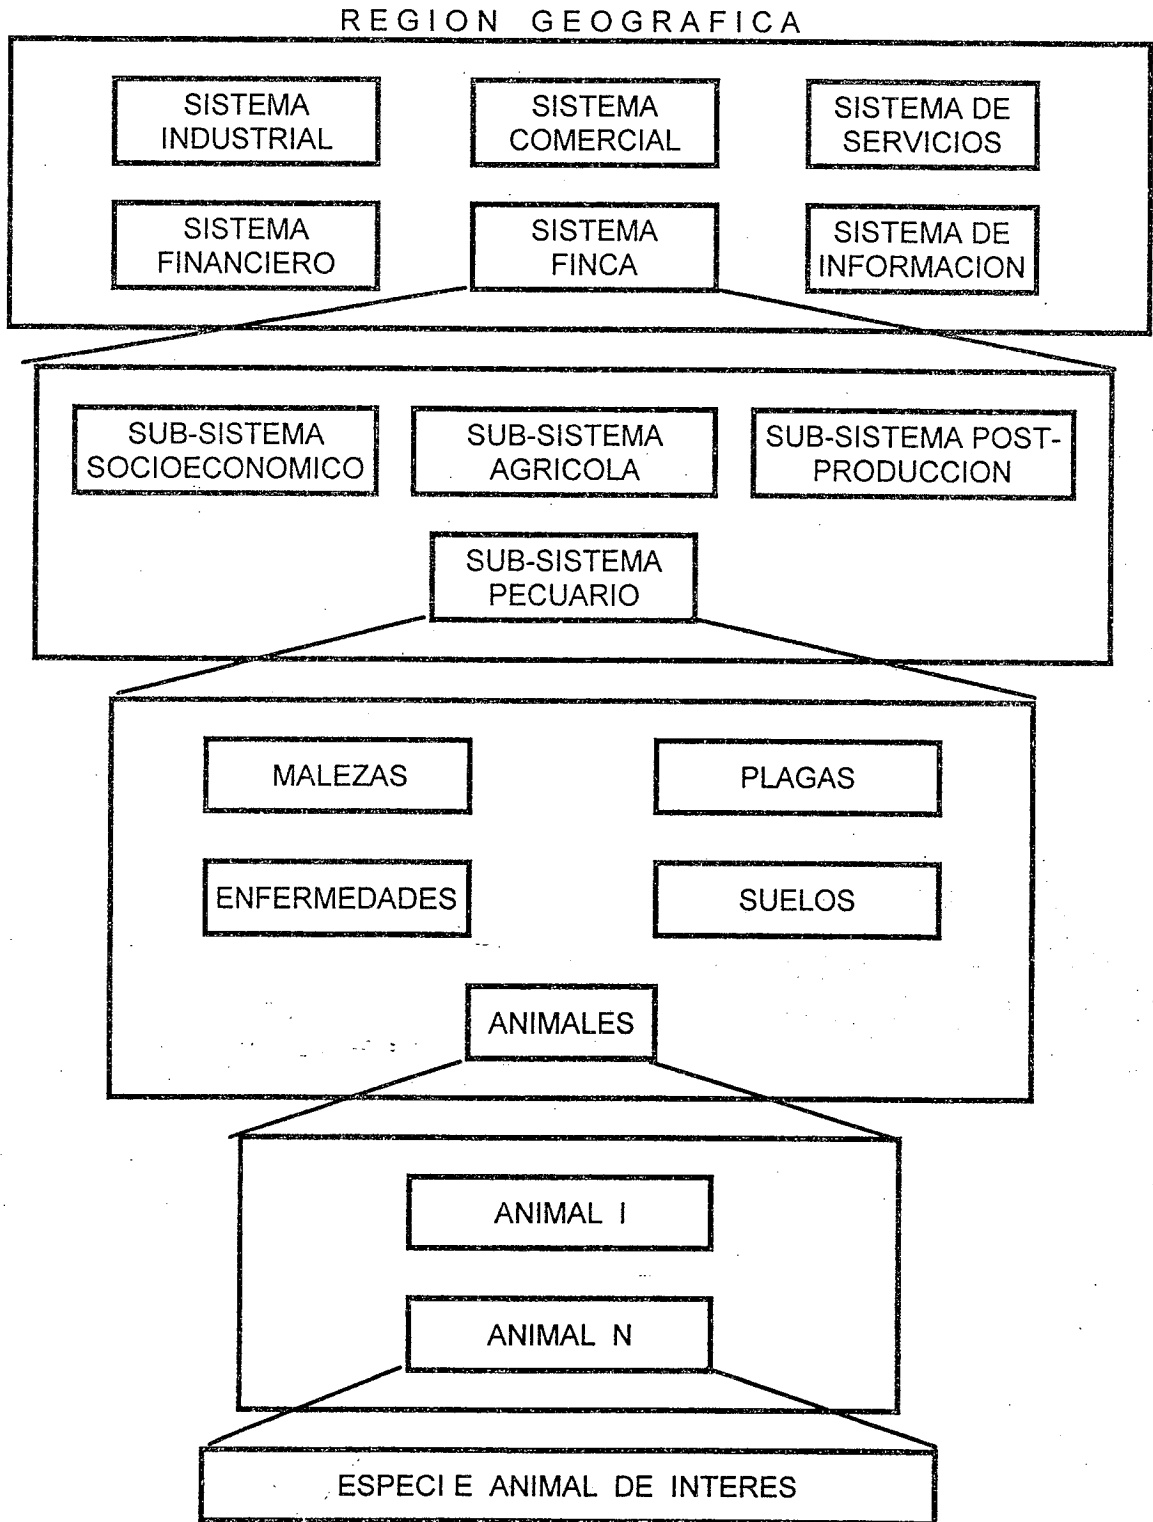 REGION GEOGRAFICA
SISTEMA
INDUSTRIAL
SISTEMA
COMERCIAL
SISTEMA DE
SERVICIOS
SISTEMA
FINANCIERO
SISTEMA
FINCA
SISTEMA DE
INFORMACION
SUB-SISTEMA
SOCIOECONOMICO
SUB-SISTEMA
AGRICOLA
SUB-SISTEMA POST-
PRODUCCION
SUB-SISTEMA
PECUARIO
MALEZAS
PLAGAS
ENFERMEDADES
SUELOS
ANIMALES
ANIMAL I
ANIMAL N
ESPECI E ANIMAL DE INTERES